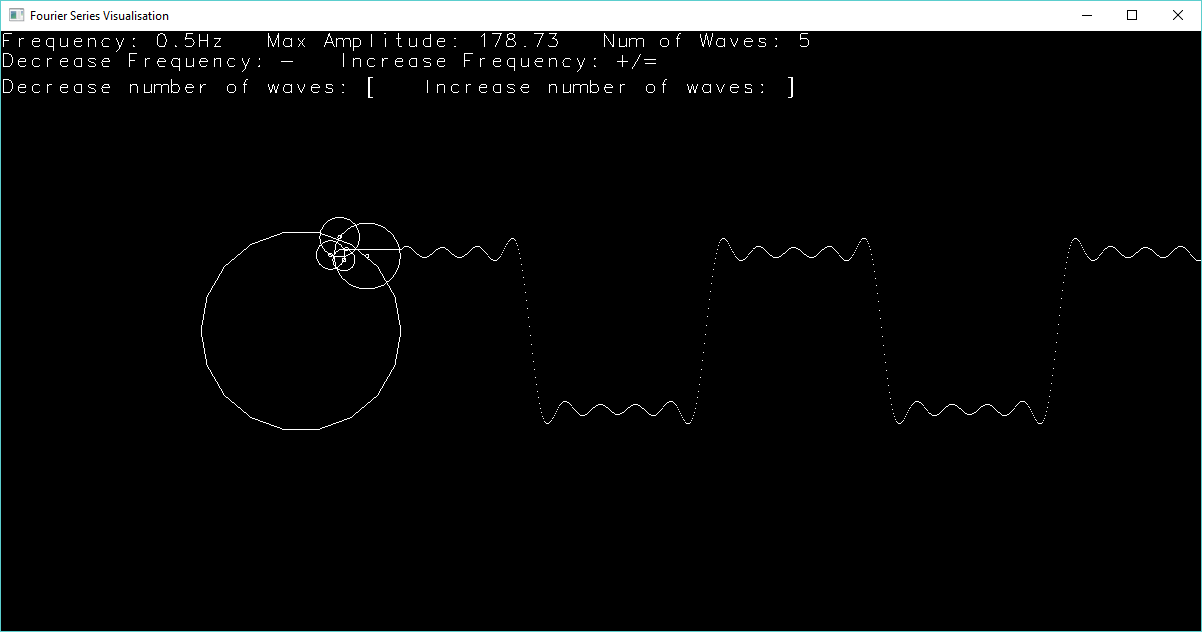 Fourier Series Visualisation
Frequency: 0.5Hz Max Amplitude: 178.73 Num of Waves: 5
Decrease Frequency: - Increase Frequency: +/=
Decrease number of waves: [ Increase number of waves: ]